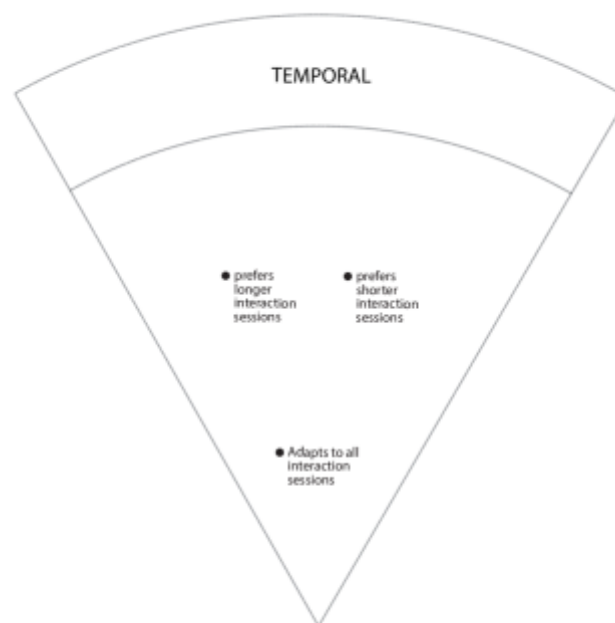 TEMPORAL
prefers
longer
interaction
sessions
prefers
shorter
interaction
sessions
Adapts to all
interaction
sessions